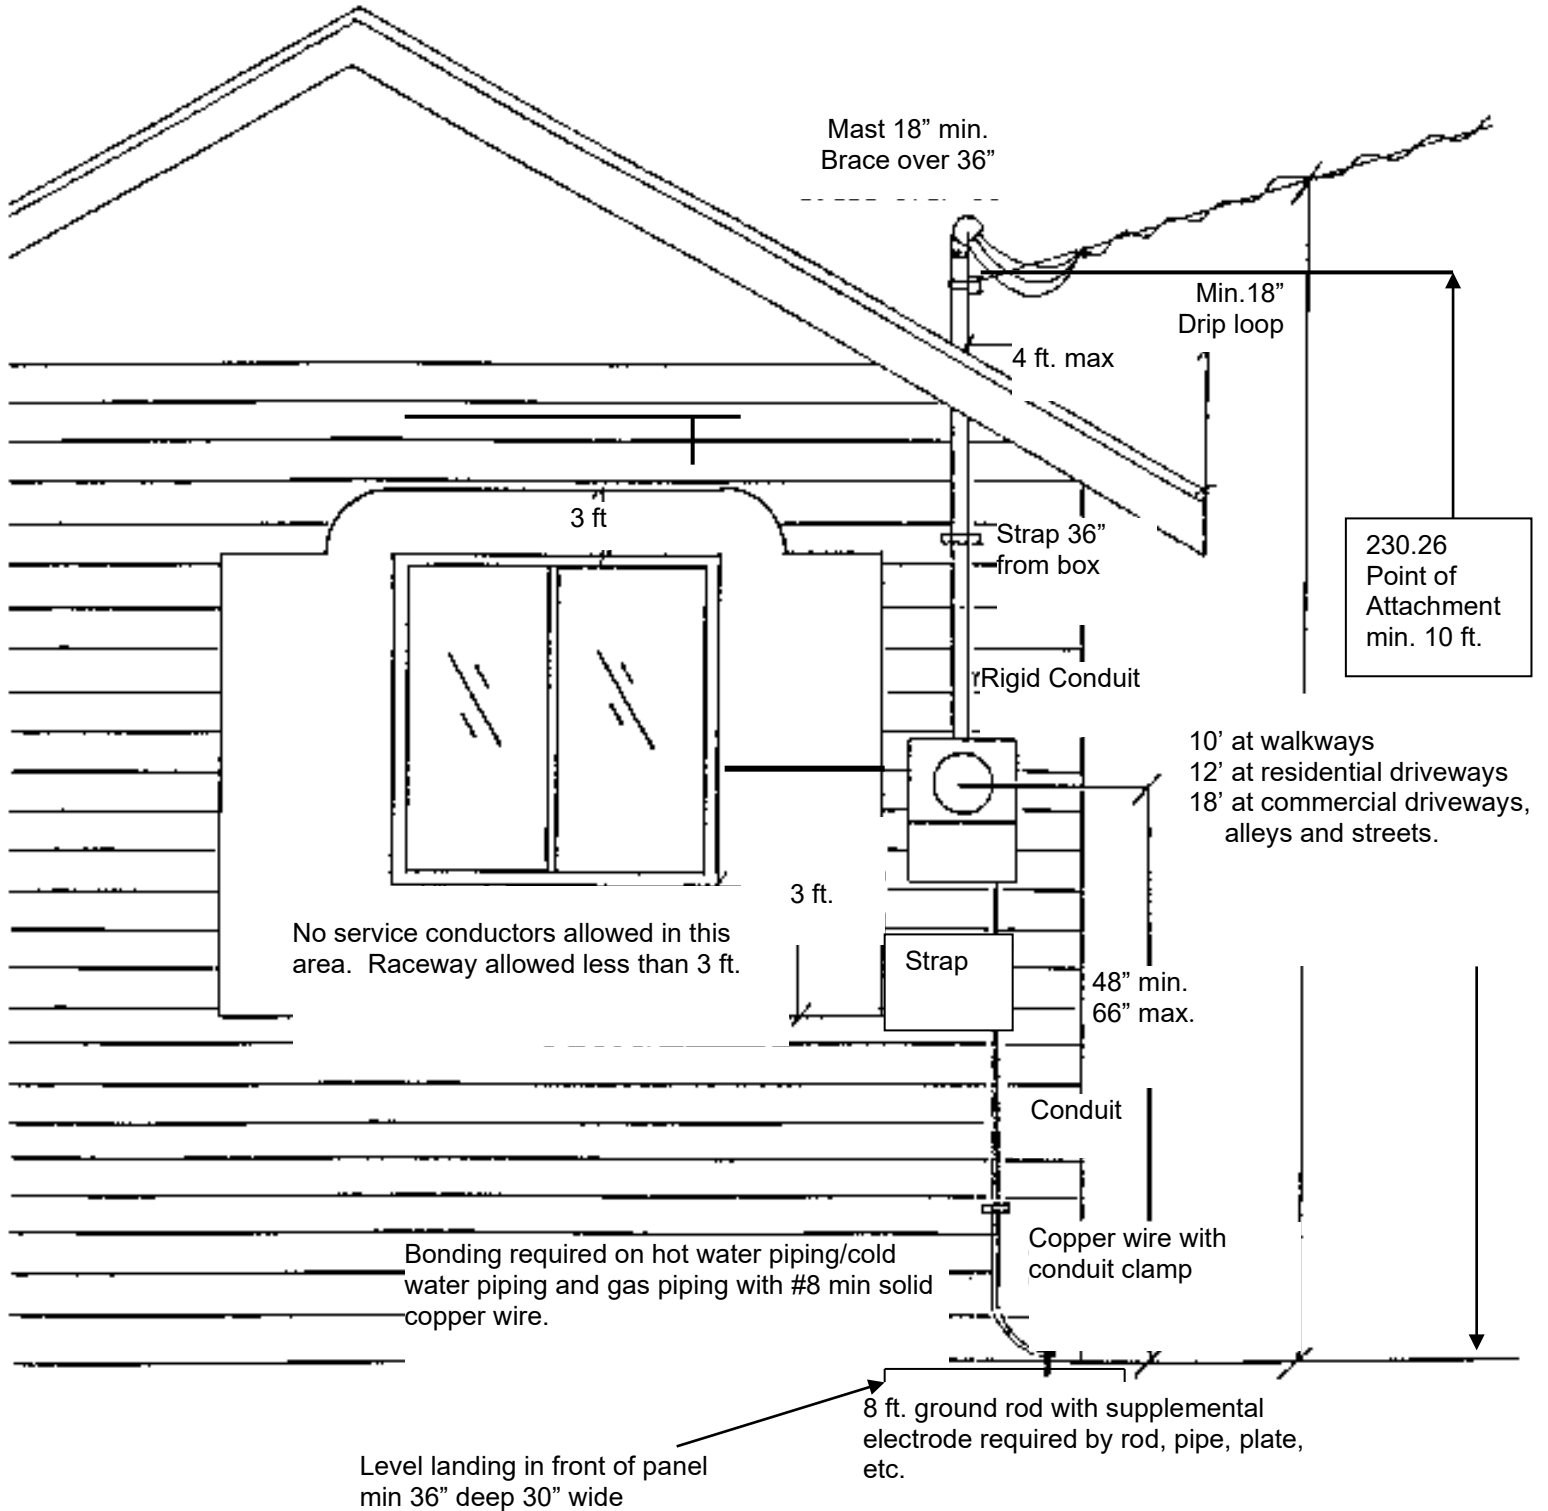 Mast 18” min.
Brace over 36”
Min.18”
Drip loop
4 ft. max
3 ft
Strap 36”
from box
230.26
Point of
Attachment
min. 10 ft.
Rigid Conduit
10’ at walkways
12’ at residential driveways
18’ at commercial driveways,
alleys and streets.
3 ft.
No service conductors allowed in this
area.  Raceway allowed less than 3 ft.
Strap
48” min.
66” max.
Conduit
Copper wire with
conduit clamp
Bonding required on hot water piping/cold
water piping and gas piping with #8 min solid
copper wire.
8 ft. ground rod with supplemental
electrode required by rod, pipe, plate,
etc.
Level landing in front of panel
min 36” deep 30” wide